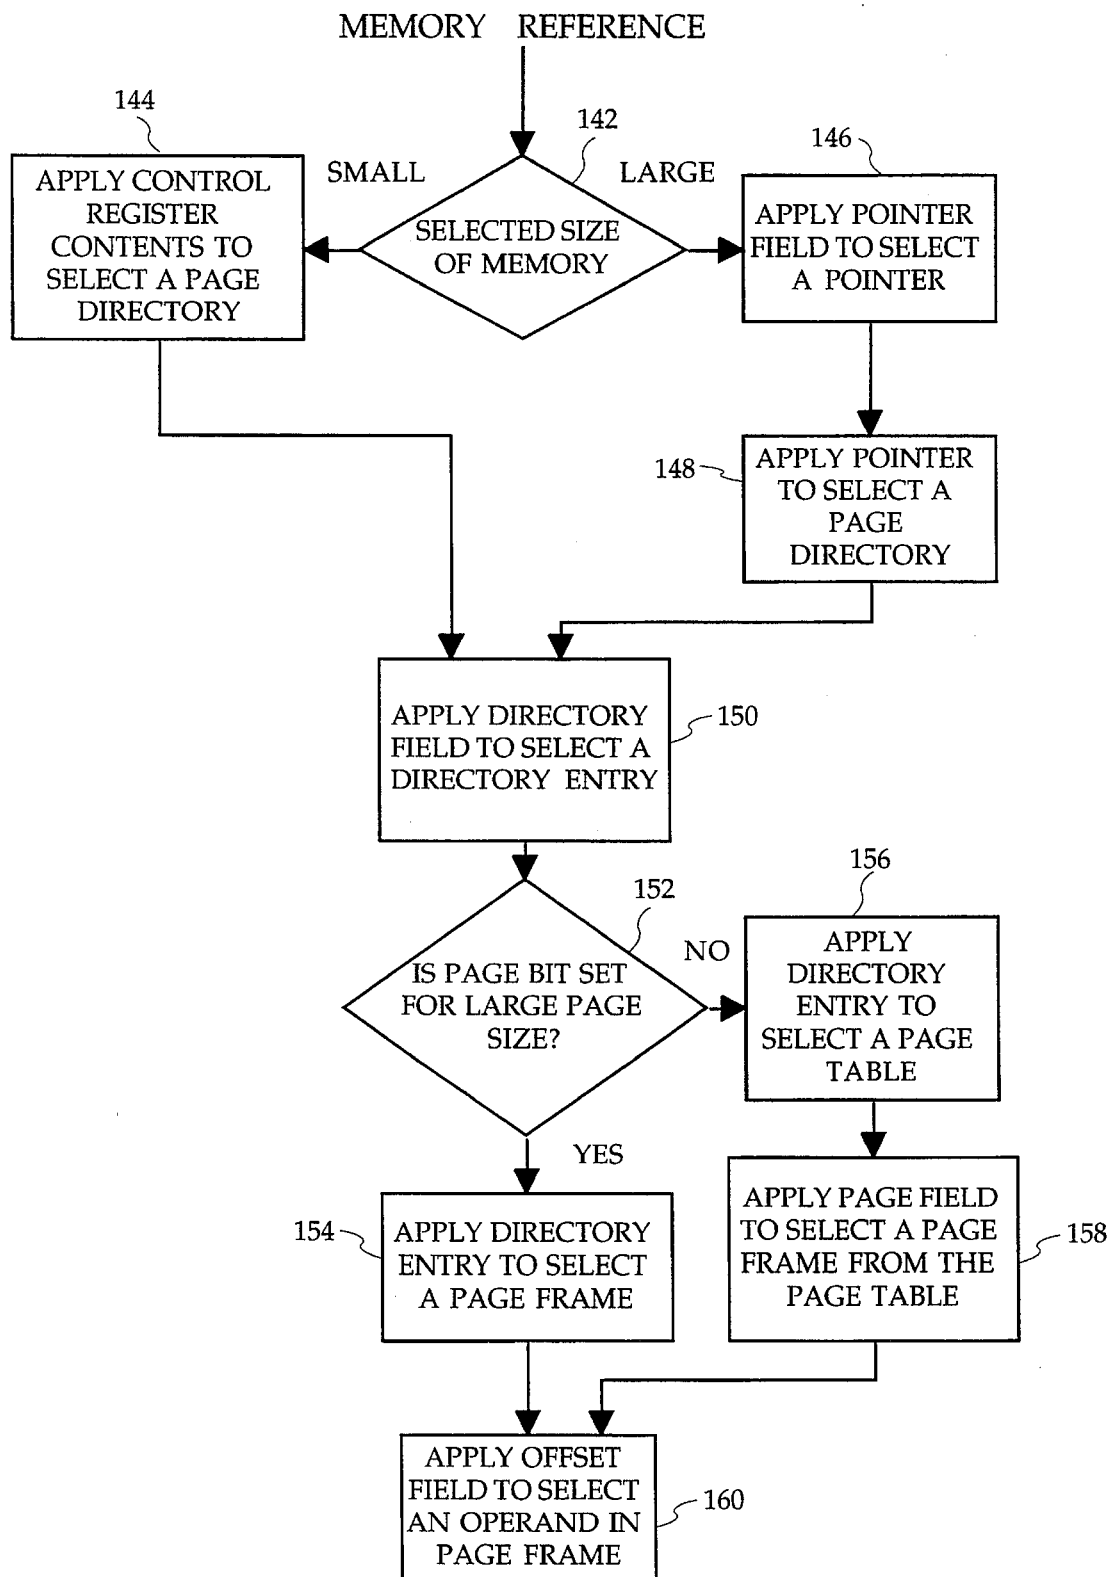 MEMORY REFERENCE
144
142
146
SMALL
LARGE
APPLY CONTROL
REGISTER
CONTENTS TO
SELECT A PAGE
DIRECTORY
SELECTED SIZE
OF MEMORY
APPLY POINTER
FIELD TO SELECT
A POINTER
148
APPLY POINTER
TO SELECT A
PAGE
DIRECTORY
APPLY DIRECTORY
FIELD TO SELECT A
DIRECTORY ENTRY
150
152
156
IS PAGE BIT SET
FOR LARGE PAGE
SIZE?
NO
APPLY
DIRECTORY
ENTRY TO
SELECT A PAGE
TABLE
YES
154
APPLY DIRECTORY
ENTRY TO SELECT
A PAGE FRAME
APPLY PAGE FIELD
TO SELECT A PAGE
FRAME FROM THE
PAGE TABLE
158
APPLY OFFSET
FIELD TO SELECT
AN OPERAND IN
PAGE FRAME
160